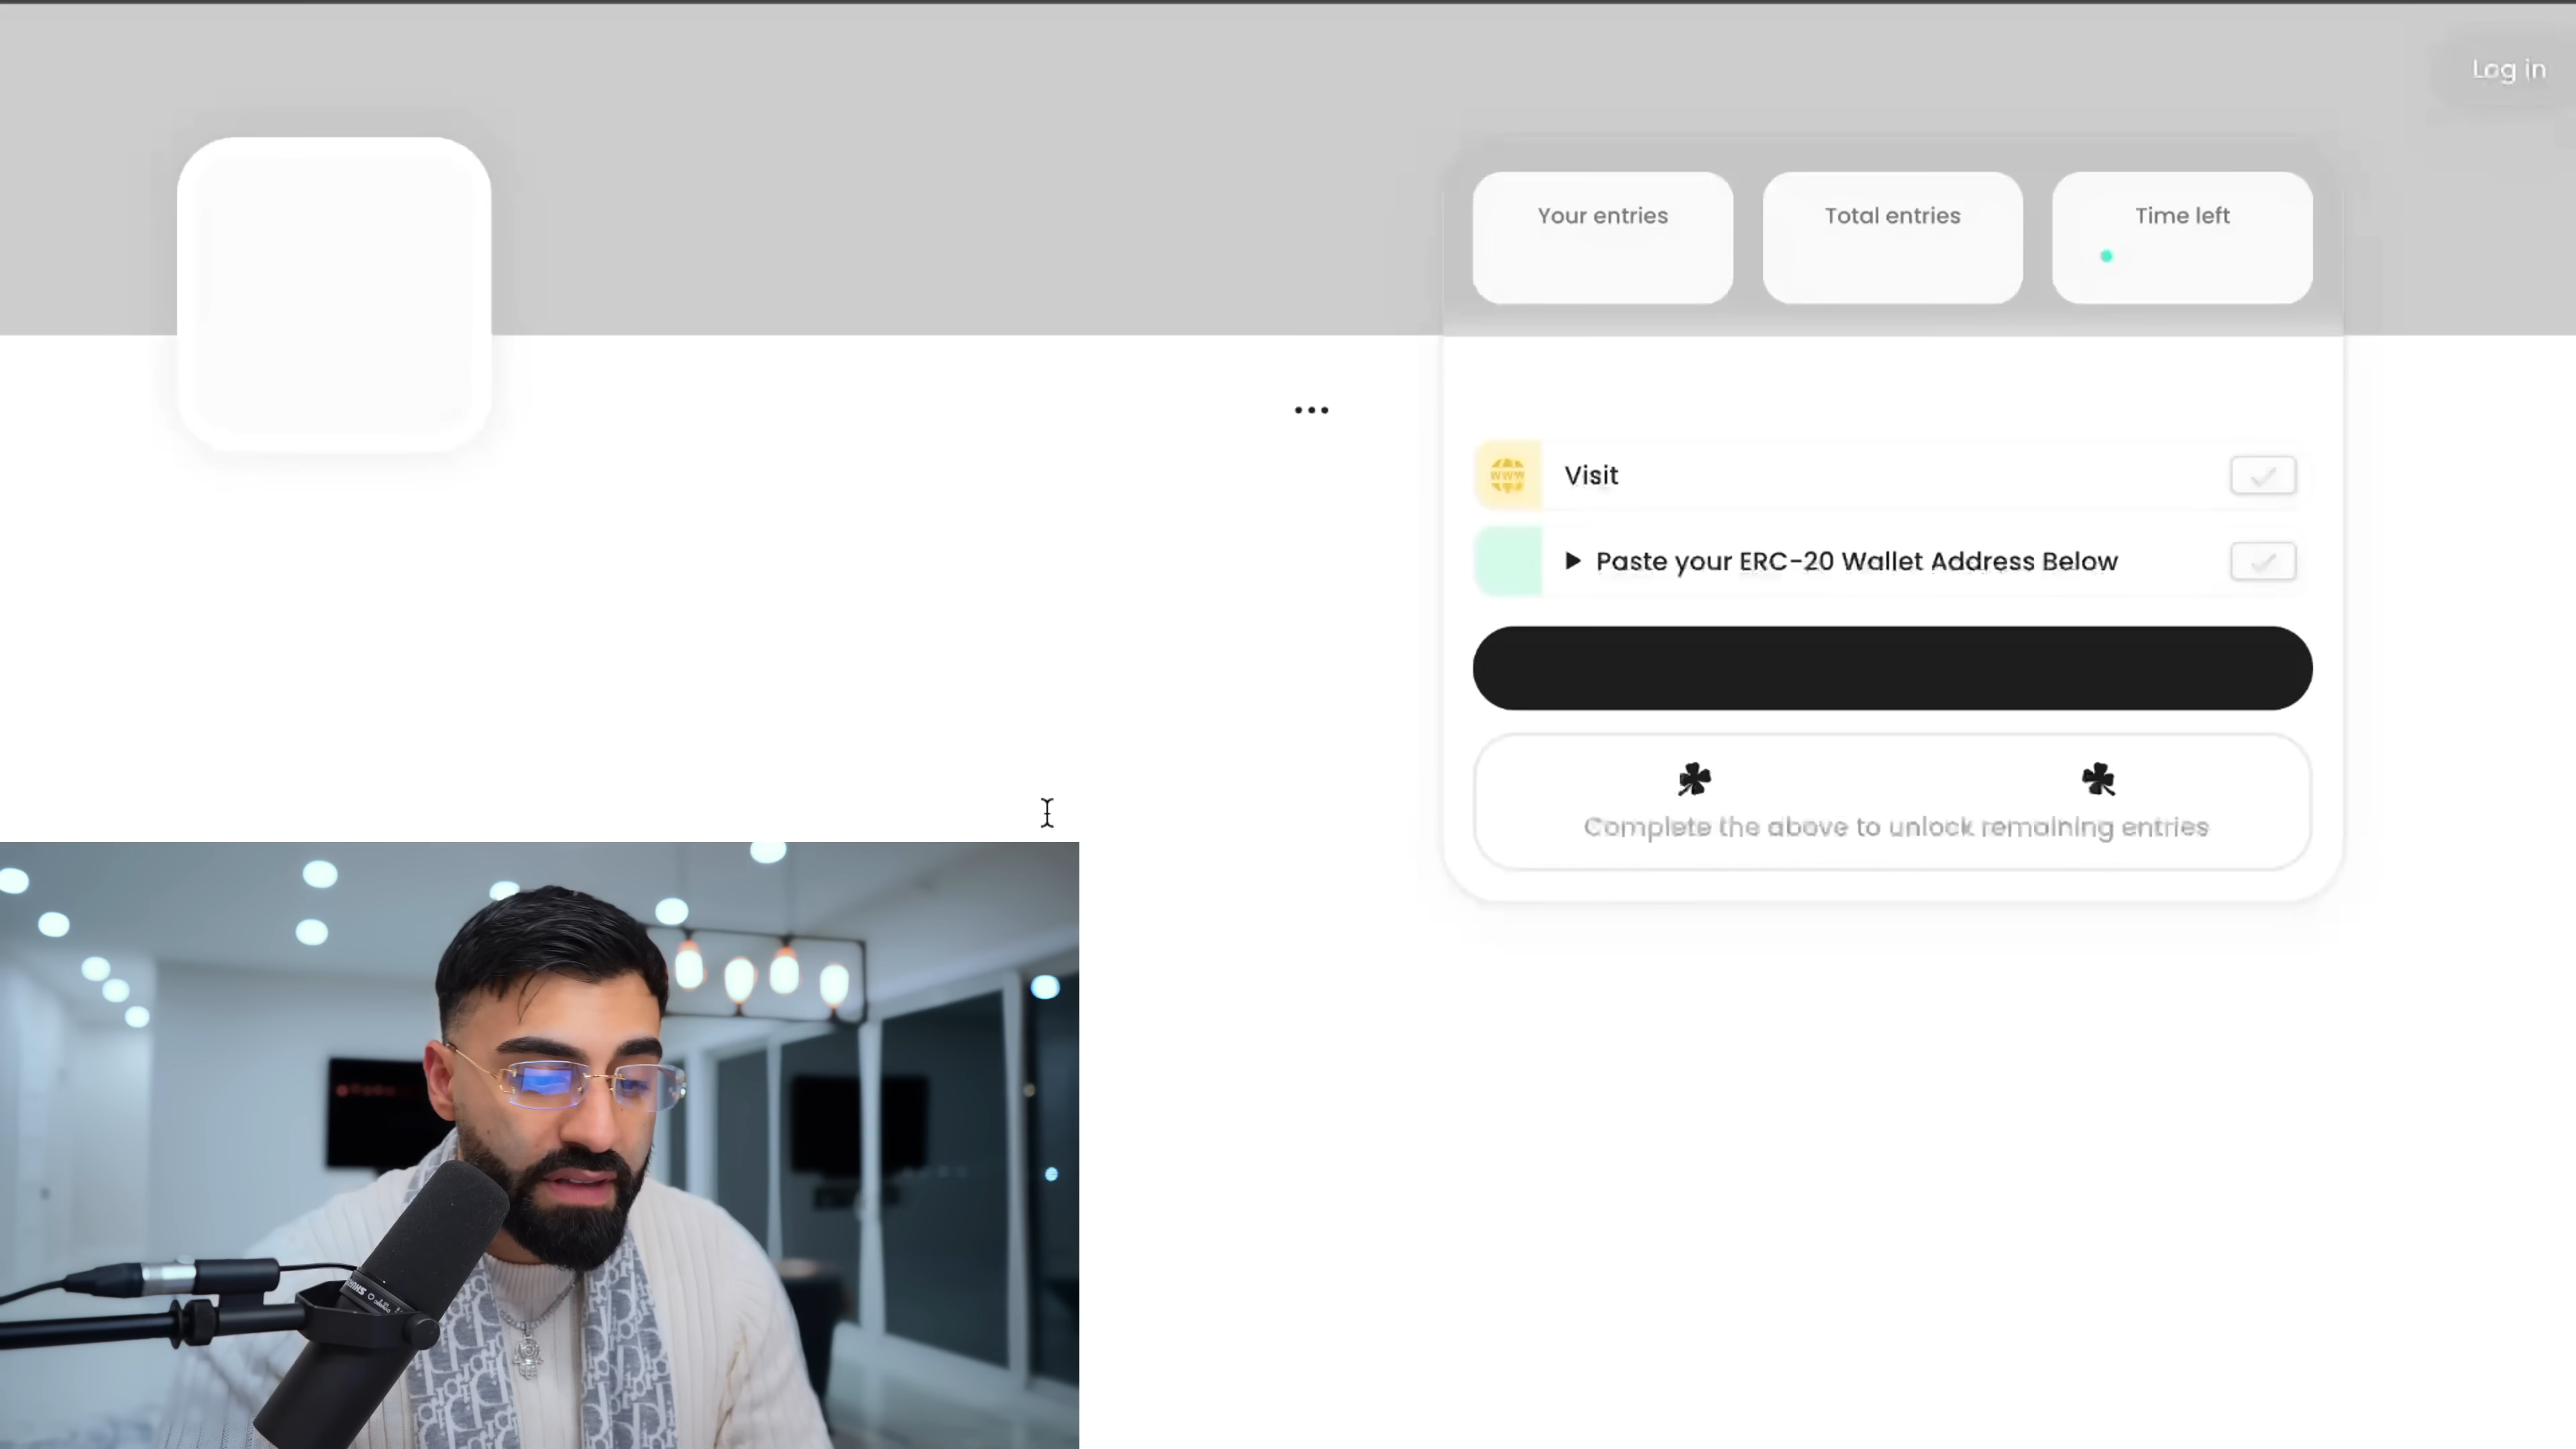 Log in
Your entries
Total entries
Time left
www
Visit
▶ Paste your ERC-20 Wallet Address Below
Complete the above to unlock remaining entries